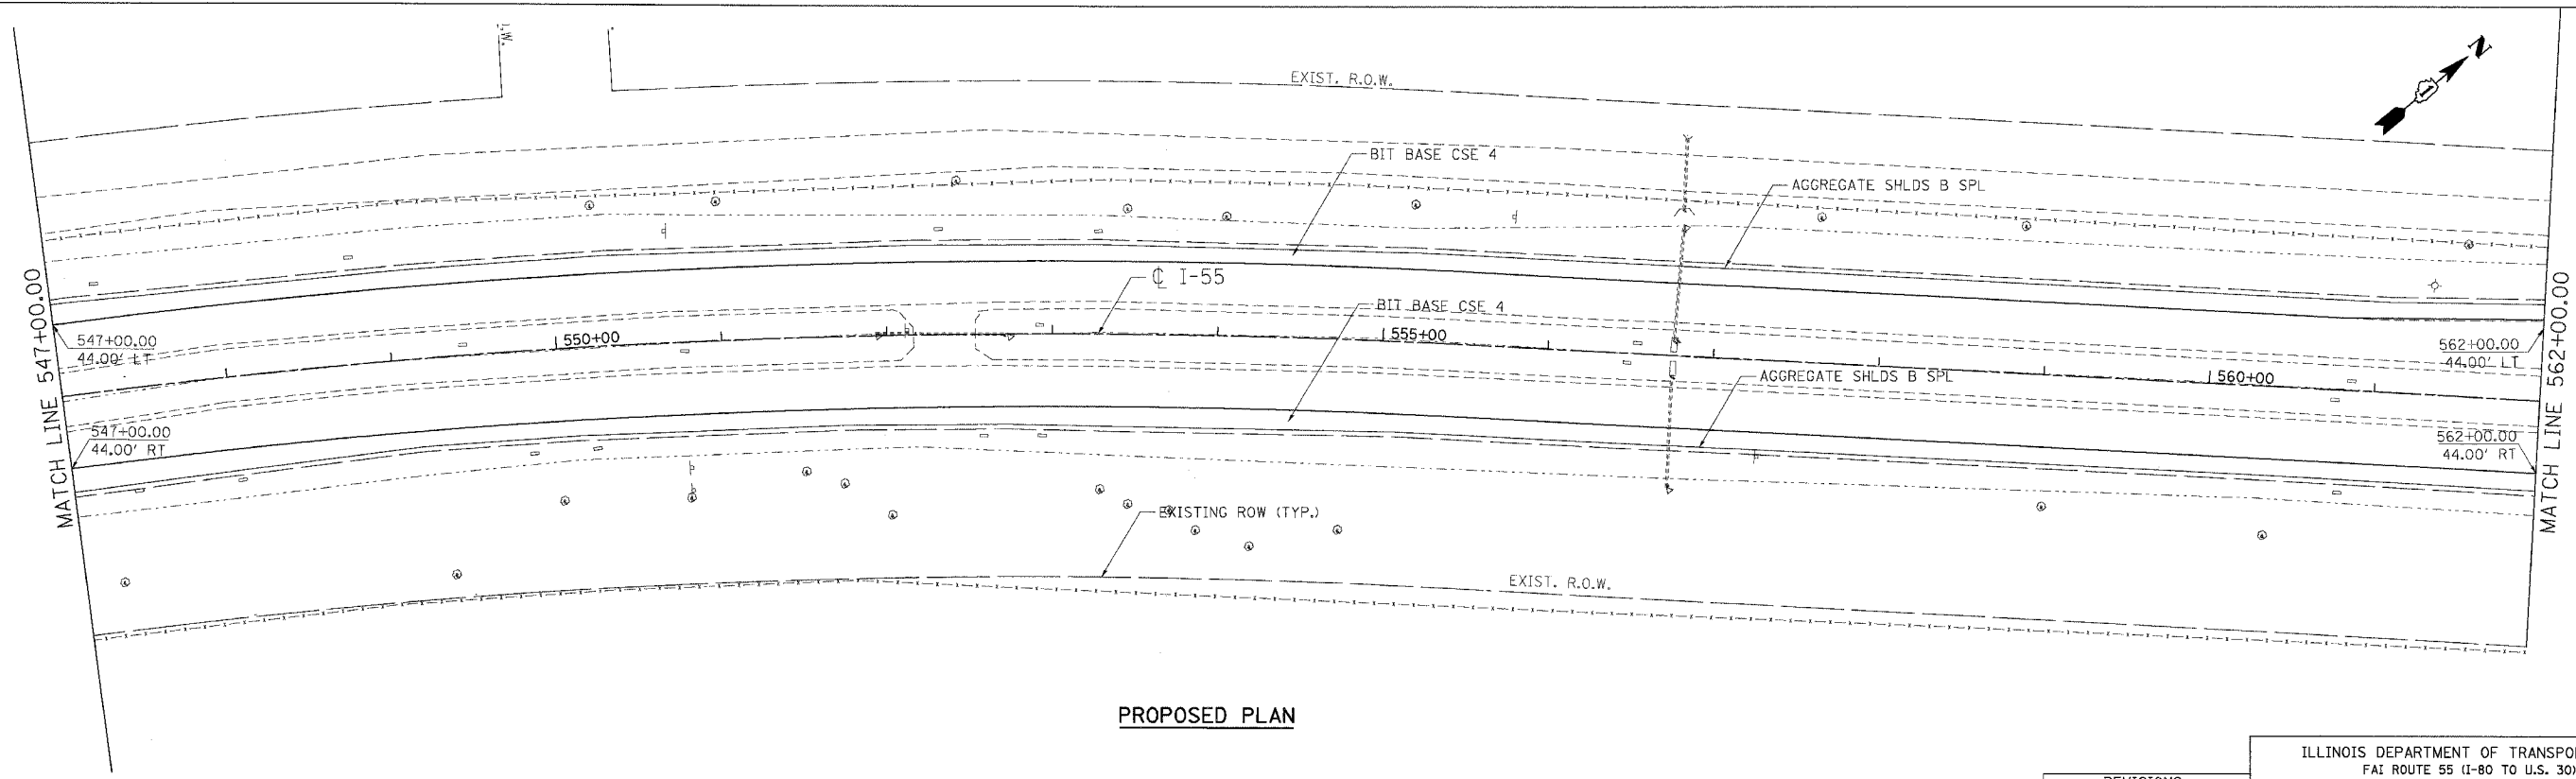 .W.
EXIST. R.O.W.
N
1
BIT BASE CSE 4
AGGREGATE SHLDS B SPL
℄ I-55
BIT BASE CSE 4
MATCH LINE 547+00.00
547+00.00
44.00' LT
550+00
555+00
560+00
562+00.00
44.00' LT
MATCH LINE 562+00.00
AGGREGATE SHLDS B SPL
547+00.00
44.00' RT
562+00.00
44.00' RT
EXISTING ROW (TYP.)
EXIST. R.O.W.
PROPOSED PLAN
ILLINOIS DEPARTMENT OF TRANSPO
FAI ROUTE 55 (I-80 TO U.S. 30)
REVISIONS